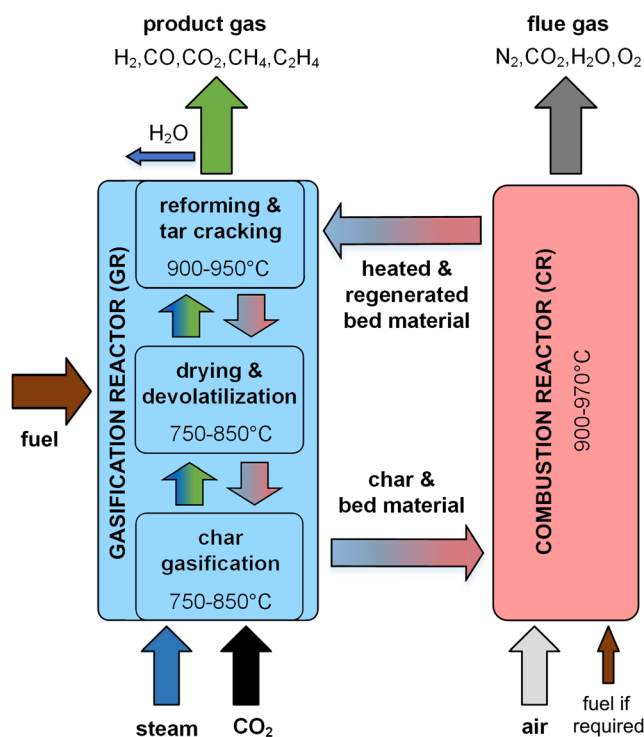 product gas
H₂,CO,CO₂,CH₄,C₂H₄
flue gas
N₂,CO₂,H₂O,O₂
H₂O
GASIFICATION REACTOR (GR)
reforming &
tar cracking
900-950°C
heated &
regenerated
bed material
COMBUSTION REACTOR (CR)
900-970°C
fuel
drying &
devolatilization
750-850°C
char &
bed material
char
gasification
750-850°C
steam
CO₂
air
fuel if
required